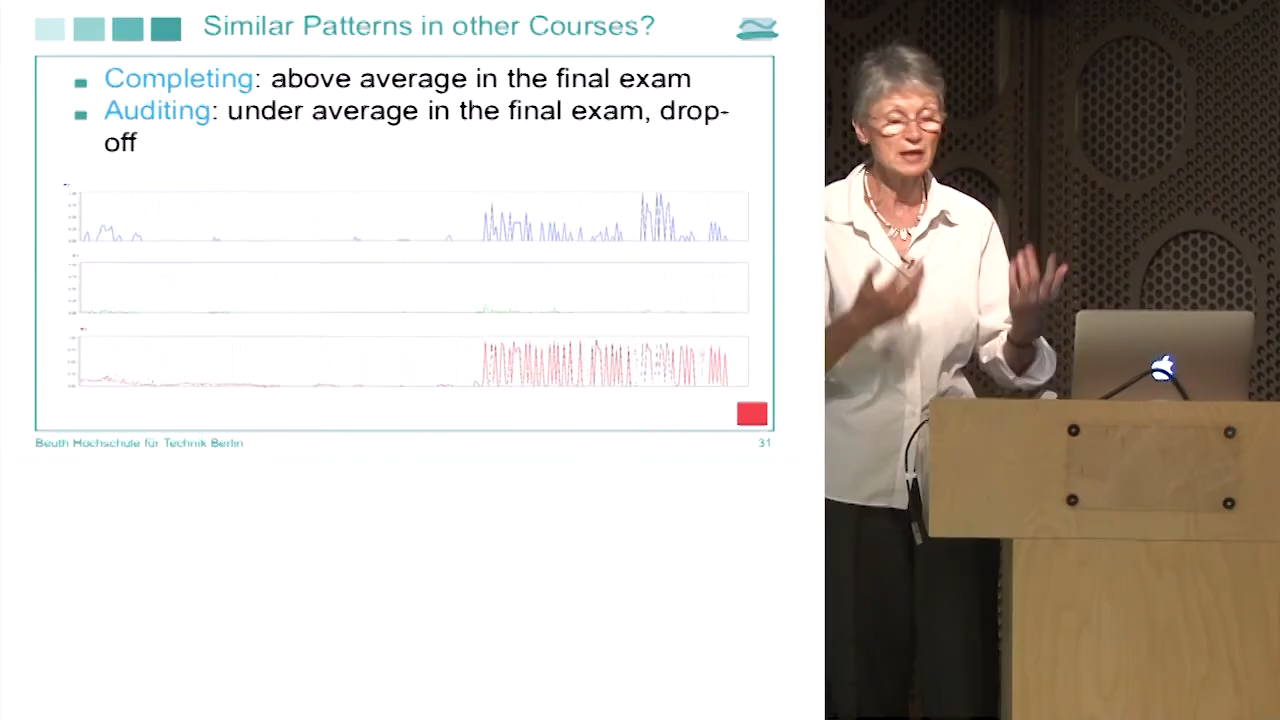 Similar Patterns in other Courses?
Completing: above average in the final exam
Auditing: under average in the final exam, drop-
off
Beuth Hochschule für Technik Berlin
31